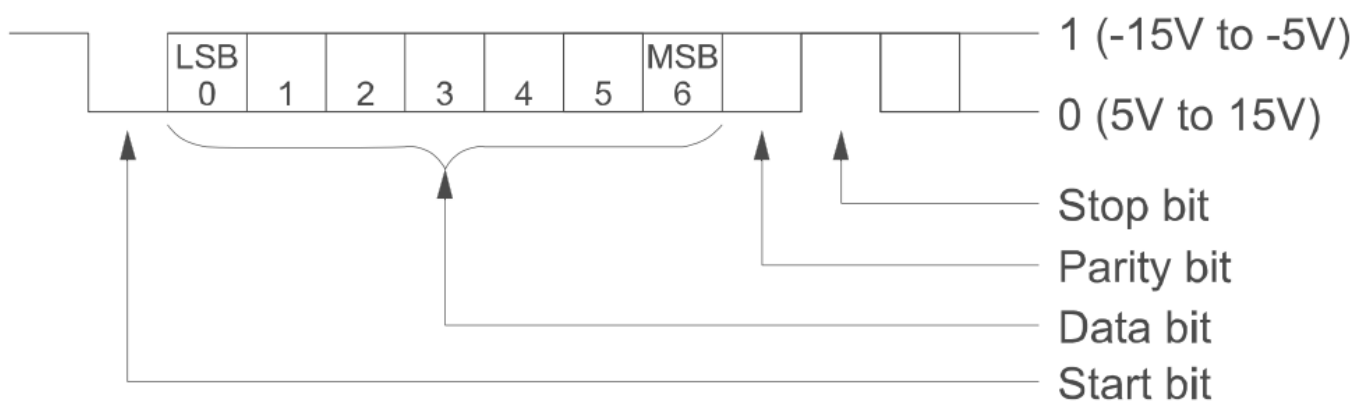 1 (-15V to -5V)
LSB MSB
0 1 2 3 4 5 6
0 (5V to 15V)
Stop bit
Parity bit
Data bit
Start bit